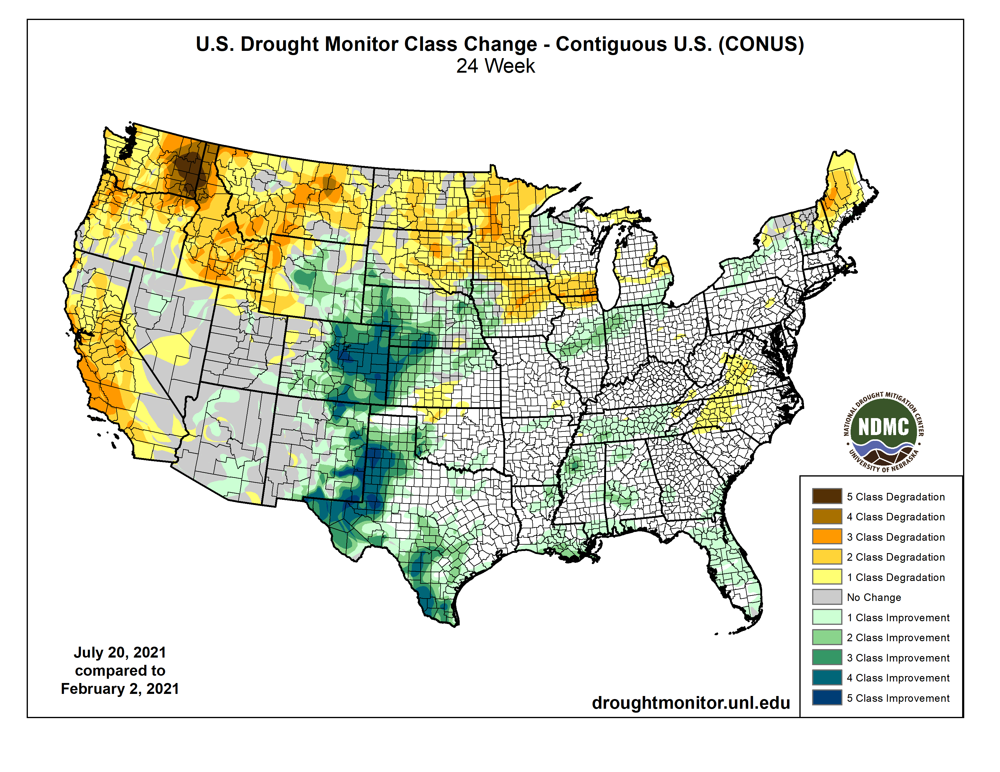 U.S. Drought Monitor Class Change - Contiguous U.S. (CONUS)
24 Week
NATIONAL DROUGHT MITIGATION CENTER
NDMC
UNIVERSITY OF NEBRASKA
5 Class Degradation
4 Class Degradation
3 Class Degradation
2 Class Degradation
1 Class Degradation
No Change
1 Class Improvement
2 Class Improvement
3 Class Improvement
4 Class Improvement
5 Class Improvement
July 20, 2021
compared to
February 2, 2021
droughtmonitor.unl.edu